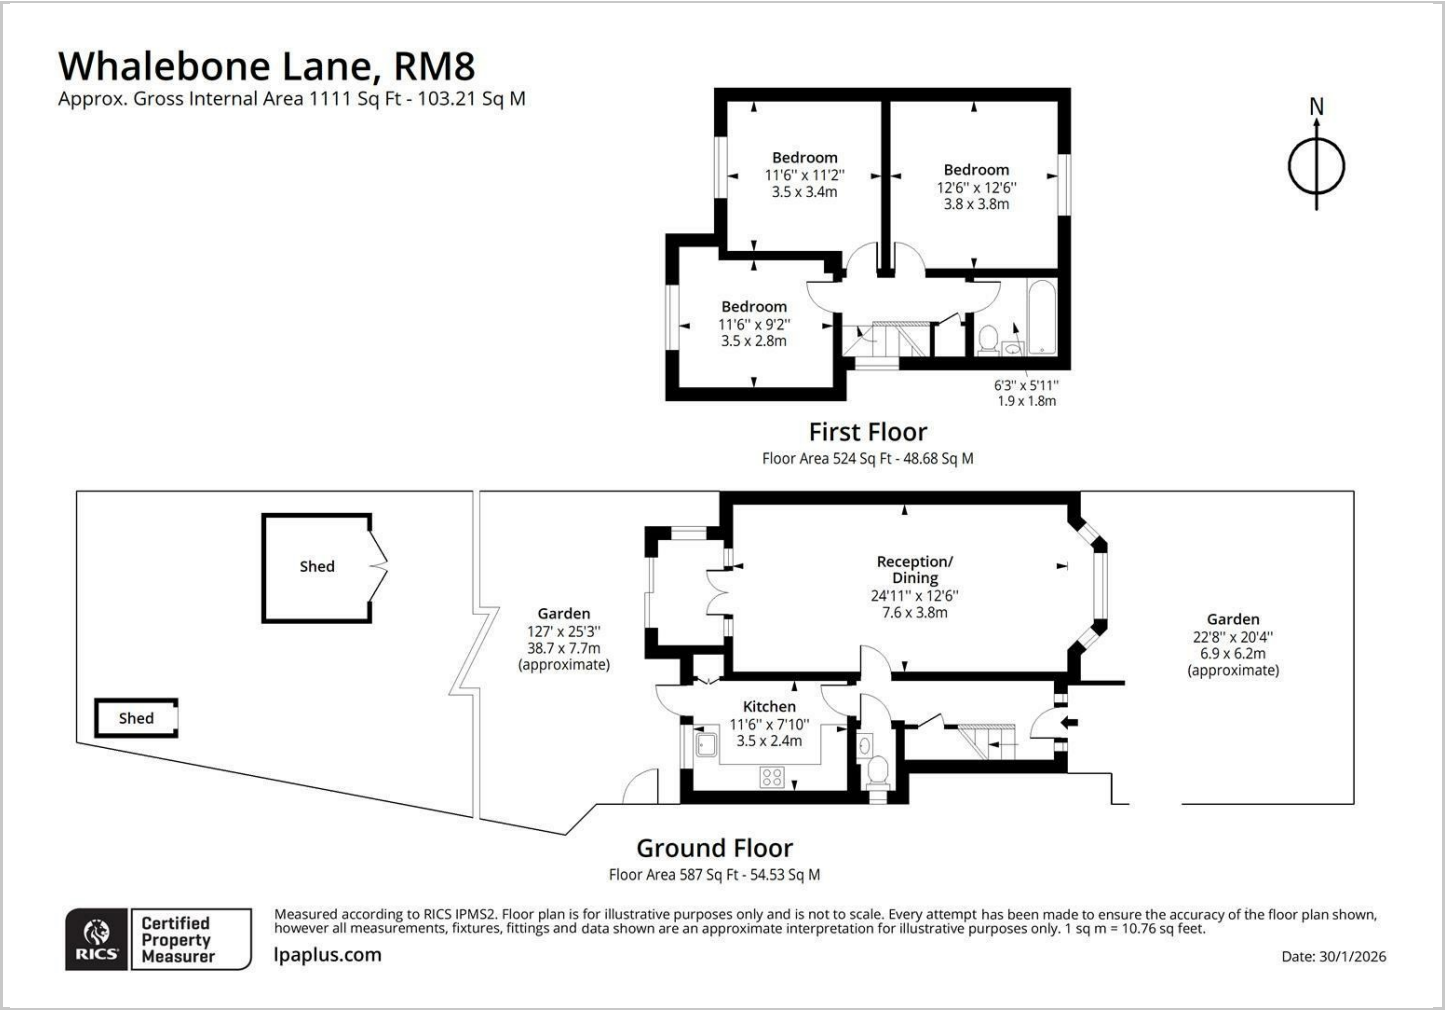 Whalebone Lane, RM8
Approx. Gross Internal Area 1111 Sq Ft - 103.21 Sq M
N
Bedroom
11'6" x 11'2"
3.5 x 3.4m
Bedroom
12'6" x 12'6"
3.8 x 3.8m
Bedroom
11'6" x 9'2"
3.5 x 2.8m
6'3" x 5'11"
1.9 x 1.8m
First Floor
Floor Area 524 Sq Ft - 48.68 Sq M
Shed
Shed
Garden
127' x 25'3"
38.7 x 7.7m
(approximate)
Reception/
Dining
24'11" x 12'6"
7.6 x 3.8m
Kitchen
11'6" x 7'10"
3.5 x 2.4m
Garden
22'8" x 20'4"
6.9 x 6.2m
(approximate)
Ground Floor
Floor Area 587 Sq Ft - 54.53 Sq M
RICS
Certified
Property
Measurer
Measured according to RICS IPMS2. Floor plan is for illustrative purposes only and is not to scale. Every attempt has been made to ensure the accuracy of the floor plan shown,
however all measurements, fixtures, fittings and data shown are an approximate interpretation for illustrative purposes only. 1 sq m = 10.76 sq feet.
lpaplus.com
Date: 30/1/2026